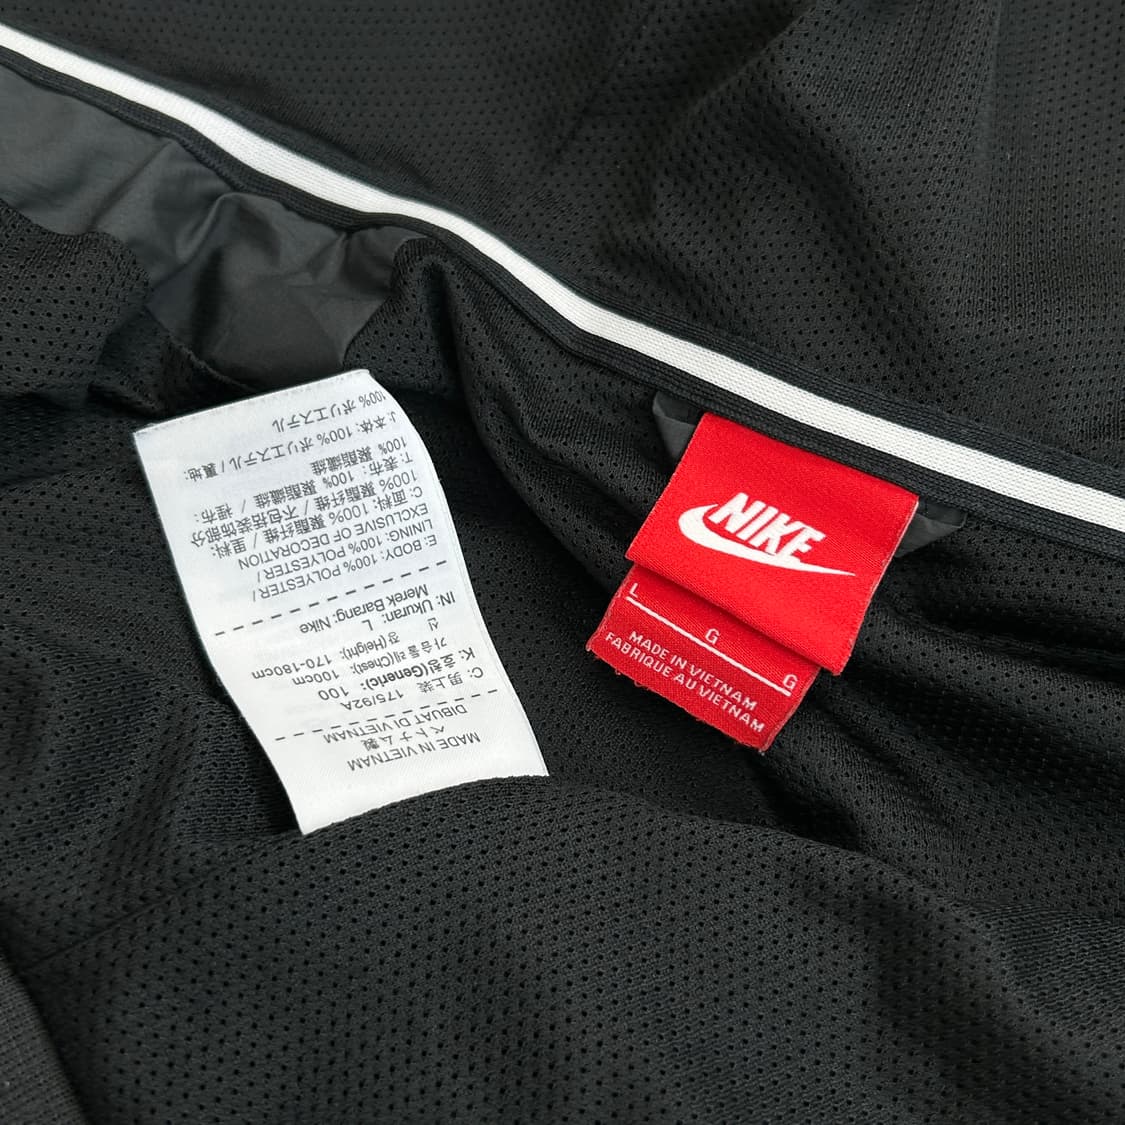 NIKE
L
G
G
MADE IN VIETNAM
FABRIQUE AU VIETNAM
MADE IN VIETNAM
ベトナム製
DIBUAT DI VIETNAM
C: 男上装 175/92A
K: 호칭(Generic): 100
가슴둘레(Chest): 100cm
신 장(Height): 170-180cm
IN: Ukuran: L
Merek Barang: Nike
E: BODY: 100% POLYESTER/
LINING: 100% POLYESTER/
EXCLUSIVE OF DECORATION
C: 面料: 100% 聚酯纤维 / 里料:
100% 聚酯纤维 / 不包括装饰部分
T: 表布: 100% 聚酯纖維 / 裡布:
100% 聚酯纖維
J: 本体: 100% ポリエステル / 裏地:
100% ポリエステル